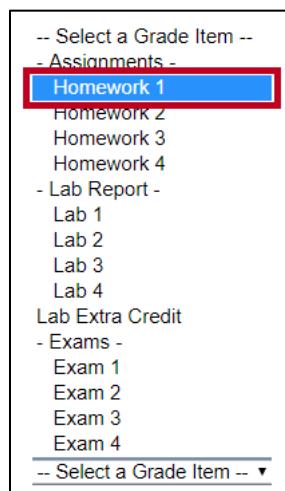 -- Select a Grade Item --
- Assignments -
Homework 1
Homework 2
Homework 3
Homework 4
- Lab Report -
Lab 1
Lab 2
Lab 3
Lab 4
Lab Extra Credit
- Exams -
Exam 1
Exam 2
Exam 3
Exam 4
-- Select a Grade Item --